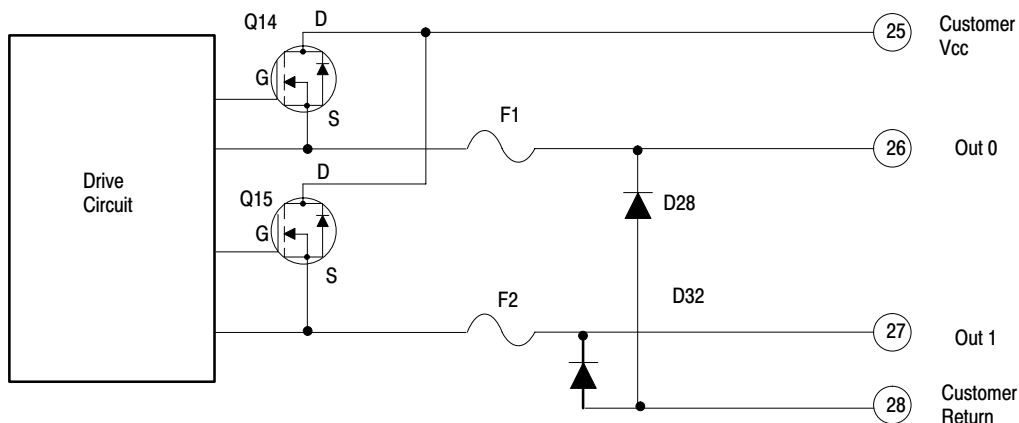 Q14
D
G
S
25
Customer
Vcc
F1
26
Out 0
Drive
Circuit
D
Q15
G
S
D28
D32
F2
27
Out 1
28
Customer
Return